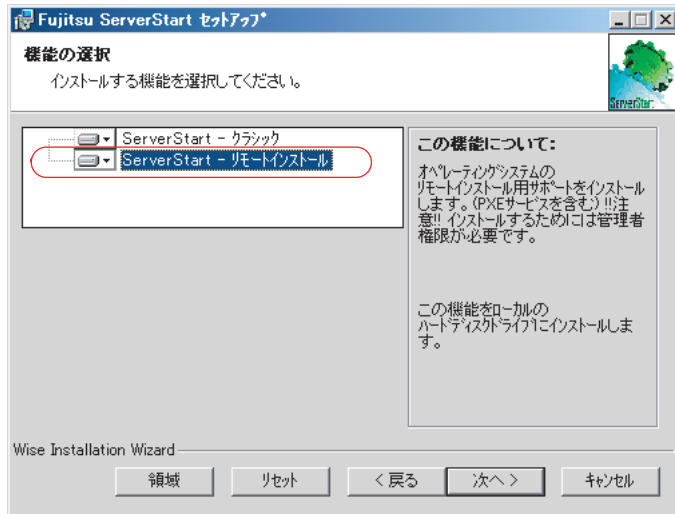 Fujitsu ServerStart セットアップ
機能の選択
インストールする機能を選択してください。
ServerStart
ServerStart - クラシック
ServerStart - リモートインストール
この機能について:
オペレーティングシステムの
リモートインストール用サポートをインストール
します。(PXEサービスを含む) !!注
意!! インストールするためには管理者
権限が必要です。
この機能をローカルの
ハードディスクドライブにインストールしま
す。
Wise Installation Wizard
領域
リセット
< 戻る
次へ >
キャンセル